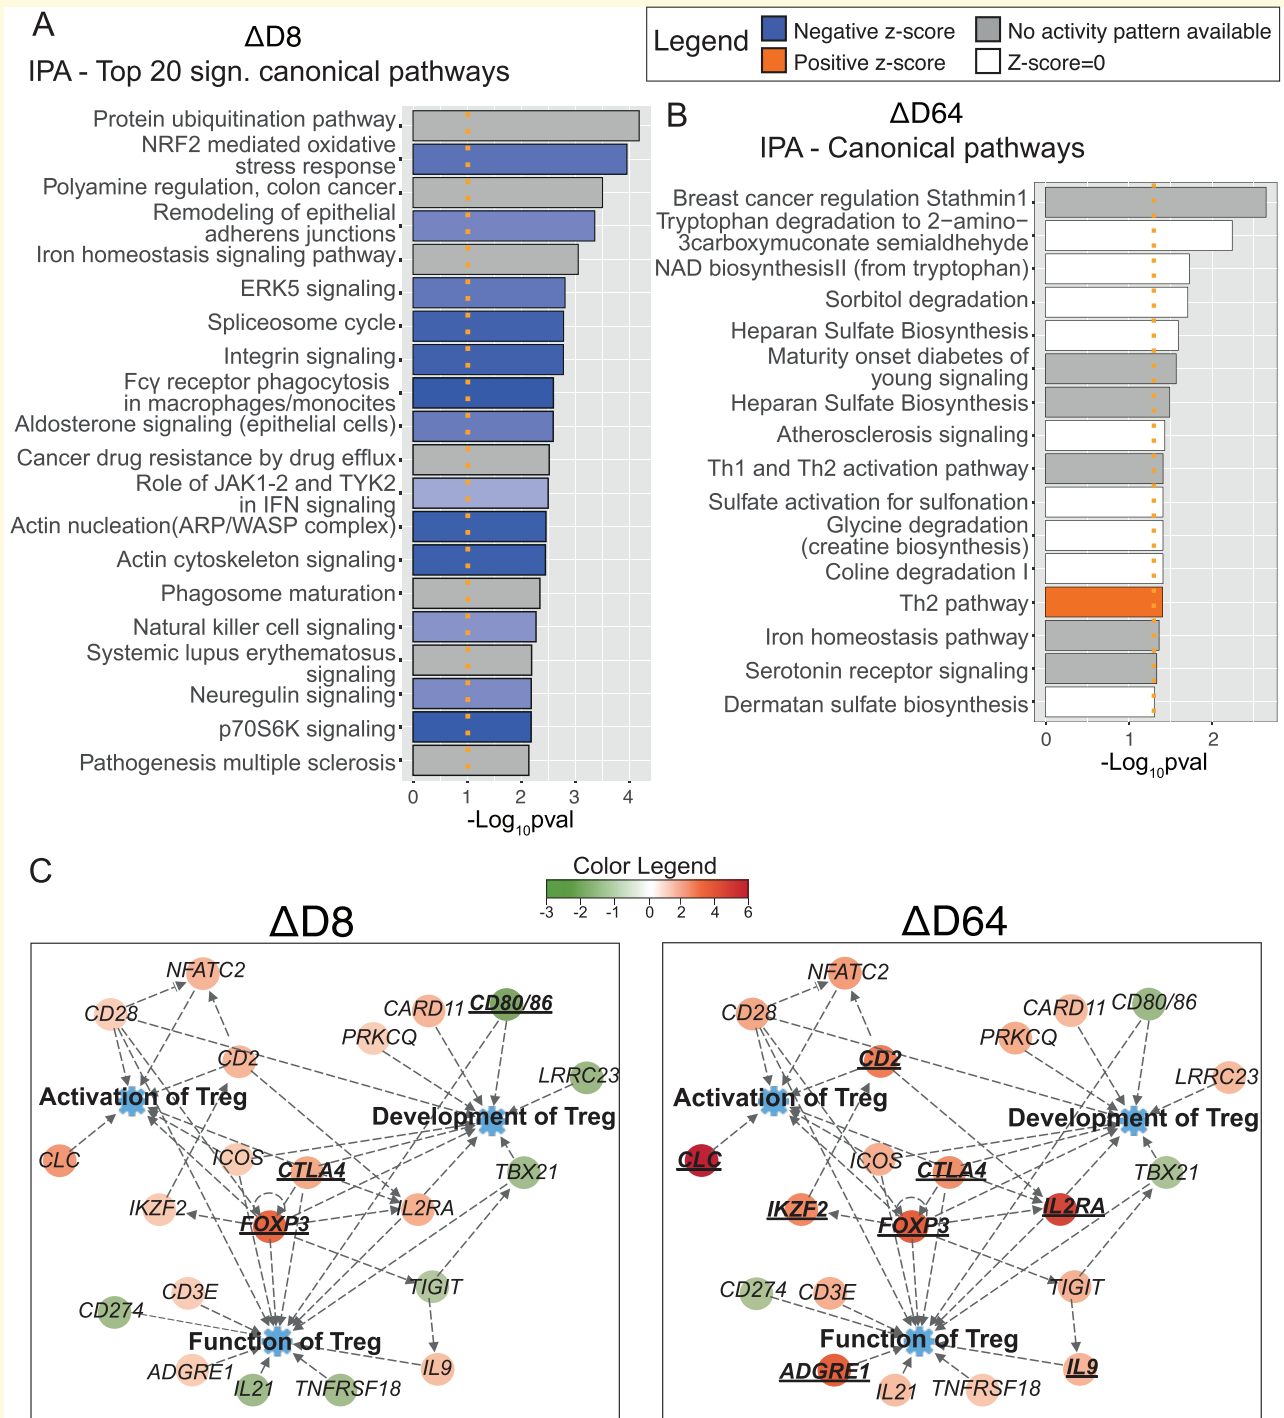 A
ΔD8
IPA - Top 20 sign. canonical pathways
Legend
Negative z-score
No activity pattern available
Positive z-score
Z-score=0
Protein ubiquitination pathway
NRF2 mediated oxidative
stress response
Polyamine regulation, colon cancer
Remodeling of epithelial
adherens junctions
Iron homeostasis signaling pathway
ERK5 signaling
Spliceosome cycle
Integrin signaling
Fcγ receptor phagocytosis
in macrophages/monocites
Aldosterone signaling (epithelial cells)
Cancer drug resistance by drug efflux
Role of JAK1-2 and TYK2
in IFN signaling
Actin nucleation(ARP/WASP complex)
Actin cytoskeleton signaling
Phagosome maturation
Natural killer cell signaling
Systemic lupus erythematosus
signaling
Neuregulin signaling
p70S6K signaling
Pathogenesis multiple sclerosis
0 1 2 3 4
-Log10pval
B
ΔD64
IPA - Canonical pathways
Breast cancer regulation Stathmin1
Tryptophan degradation to 2−amino−
3carboxymuconate semialdhehyde
NAD biosynthesisII (from tryptophan)
Sorbitol degradation
Heparan Sulfate Biosynthesis
Maturity onset diabetes of
young signaling
Heparan Sulfate Biosynthesis
Atherosclerosis signaling
Th1 and Th2 activation pathway
Sulfate activation for sulfonation
Glycine degradation
(creatine biosynthesis)
Coline degradation I
Th2 pathway
Iron homeostasis pathway
Serotonin receptor signaling
Dermatan sulfate biosynthesis
0 1 2
-Log10pval
C
Color Legend
-3 -2 -1 0 2 4 6
ΔD8
NFATC2
CD28
CARD11
CD80/86
PRKCQ
CD2
LRRC23
Activation of Treg
Development of Treg
CLC
ICOS
CTLA4
TBX21
IKZF2
FOXP3
IL2RA
CD3E
TIGIT
CD274
Function of Treg
ADGRE1
IL21
TNFRSF18
IL9
ΔD64
NFATC2
CD28
CARD11
CD80/86
PRKCQ
CD2
LRRC23
Activation of Treg
Development of Treg
CLC
ICOS
CTLA4
TBX21
IKZF2
FOXP3
IL2RA
CD274
CD3E
TIGIT
Function of Treg
ADGRE1
IL21
TNFRSF18
IL9